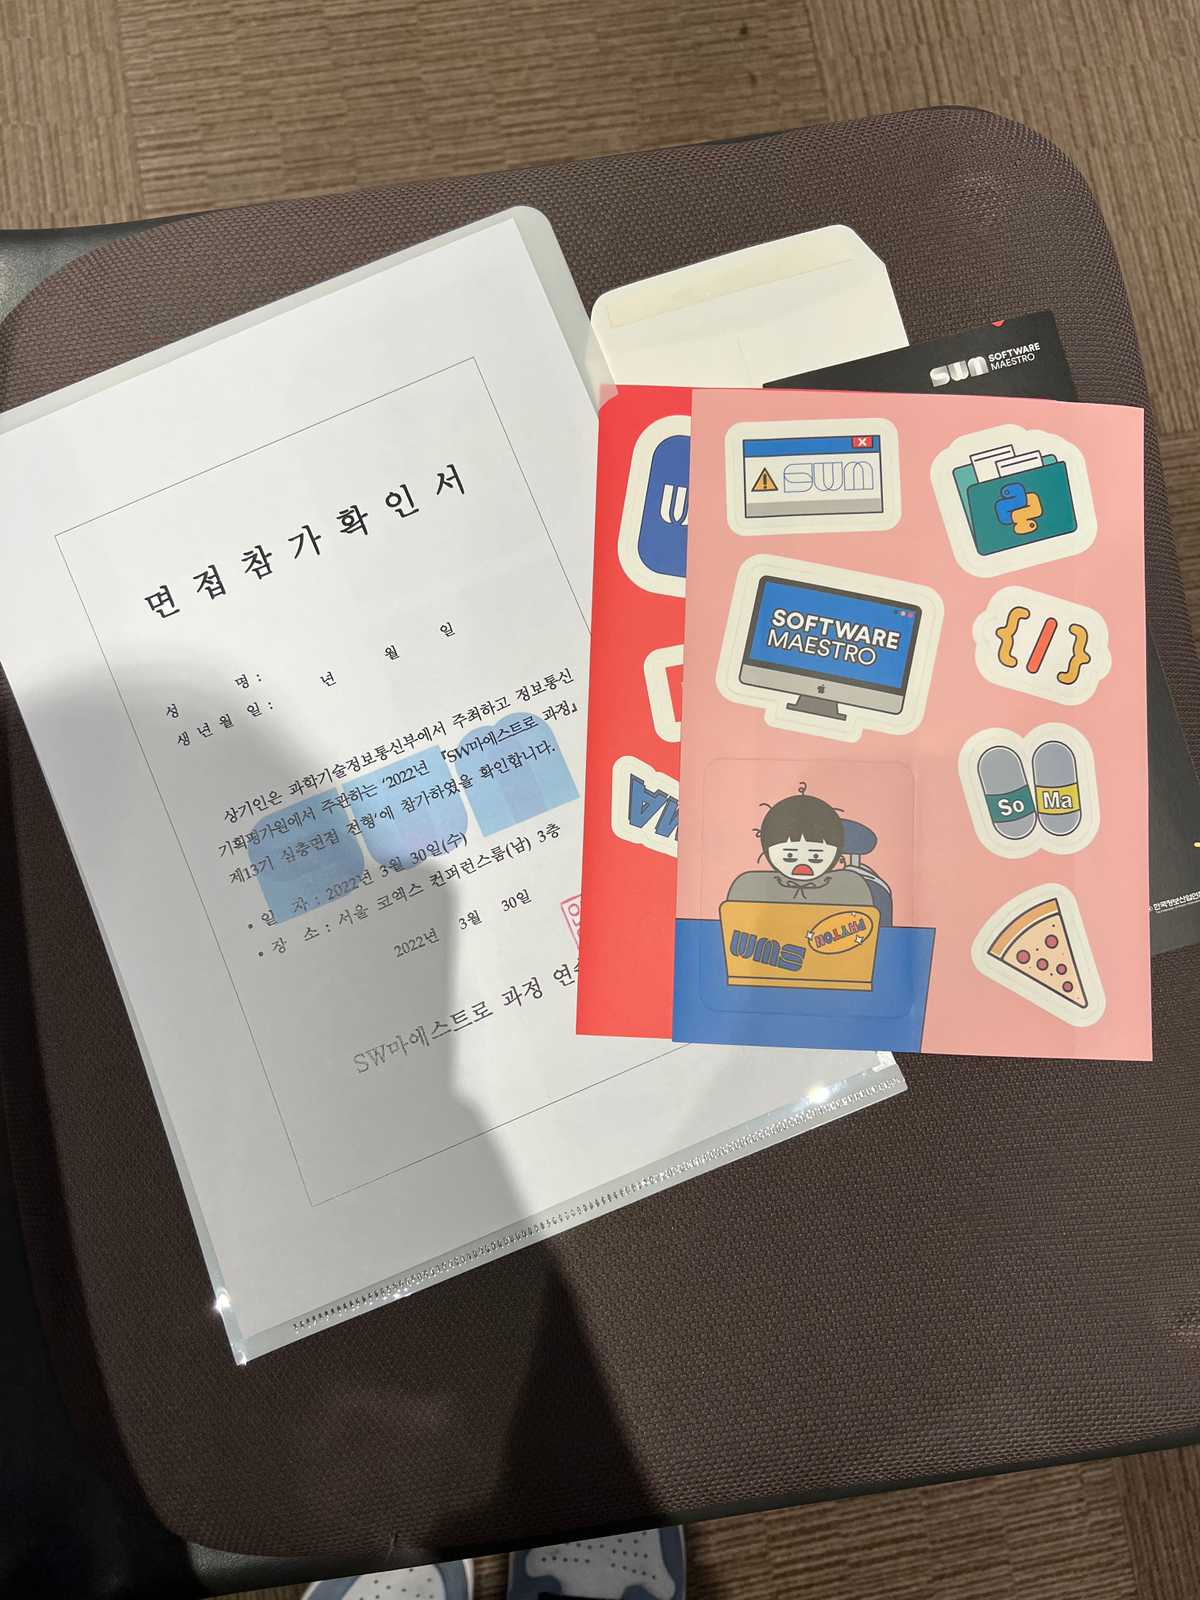 면접참가확인서
성 명 :
생년월일 : 년 월 일
상기인은 과학기술정보통신부에서 주최하고 정보통신
기획평가원에서 주관하는 '2022년 『SW마에스트로 과정』
제13기 심층면접 전형'에 참가하였을 확인합니다.
• 일 자 : 2022년 3월 30일(수)
• 장 소 : 서울 코엑스 컨퍼런스룸(남) 3층
2022년 3월 30일
SW마에스트로 과정
SWM SOFTWARE
MAESTRO
SWM
SOFTWARE
MAESTRO
{/}
So Ma
SWM
PHYTON